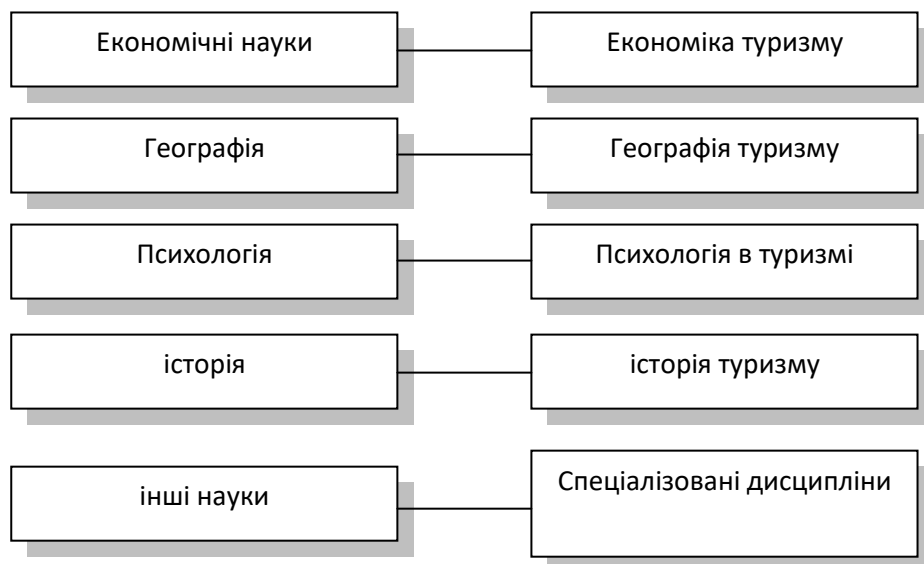 Економічні науки
Економіка туризму
Географія
Географія туризму
Психологія
Психологія в туризмі
історія
історія туризму
інші науки
Спеціалізовані дисципліни